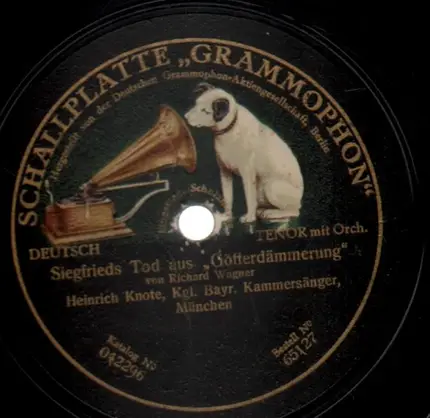 SCHALLPLATTE „GRAMMOPHON“
Hergestellt von der Deutschen Grammophon-Aktiengesellschaft, Berlin
DEUTSCH
TENOR mit Orch.
Siegfrieds Tod aus „Götterdämmerung“
von Richard Wagner
Heinrich Knote, Kgl. Bayr. Kammersänger,
München
Katalog No
042296
Bestell No
65127